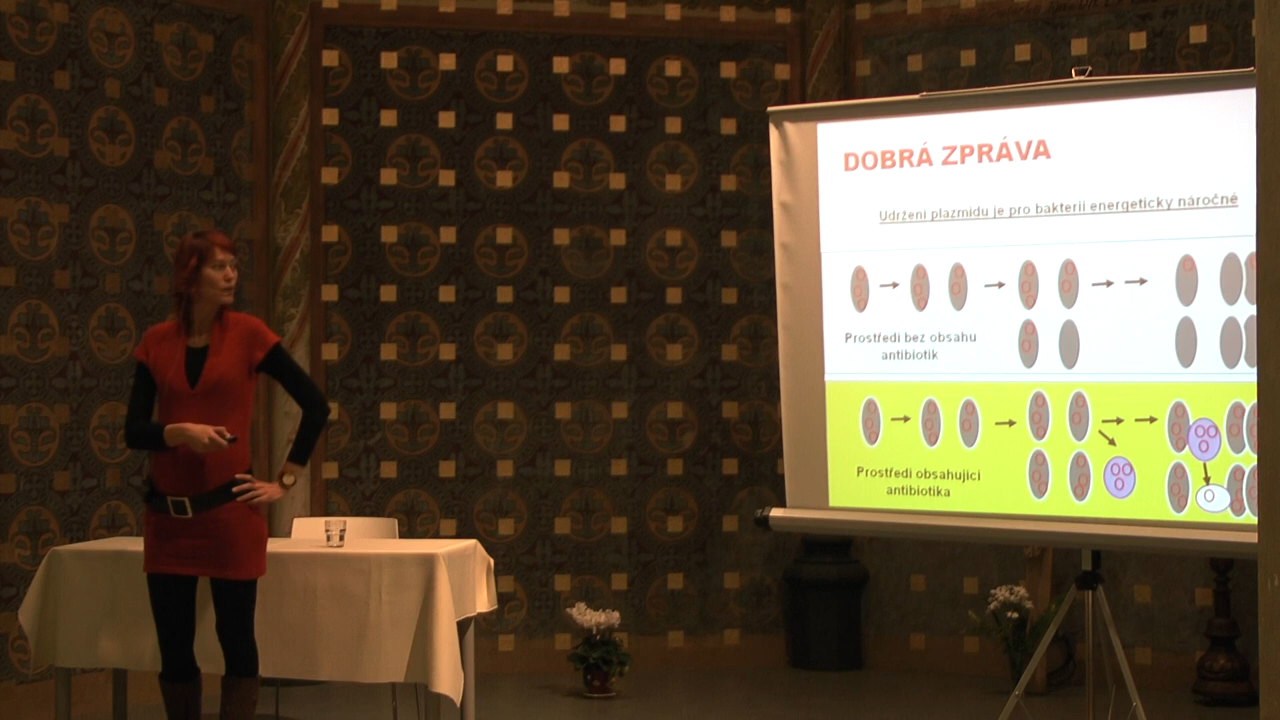 DOBRÁ ZPRÁVA
Udržení plazmidu je pro bakterii energeticky náročné
Prostředí bez obsahu
antibiotik
Prostředí obsahující
antibiotika